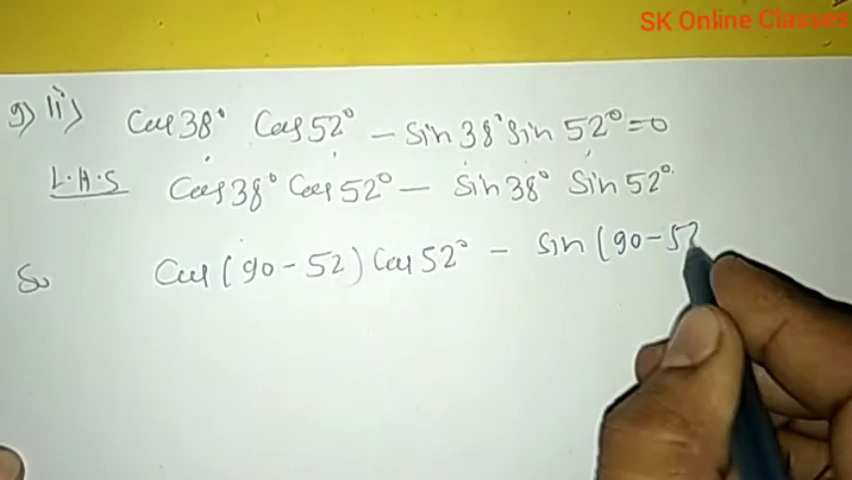 SK Online Classes
9) ii) Cos 38° Cos 52° - Sin 38° Sin 52° = 0
L.H.S Cos 38° Cos 52° - Sin 38° Sin 52°
So Cos (90 - 52) Cos 52° - Sin (90 - 52